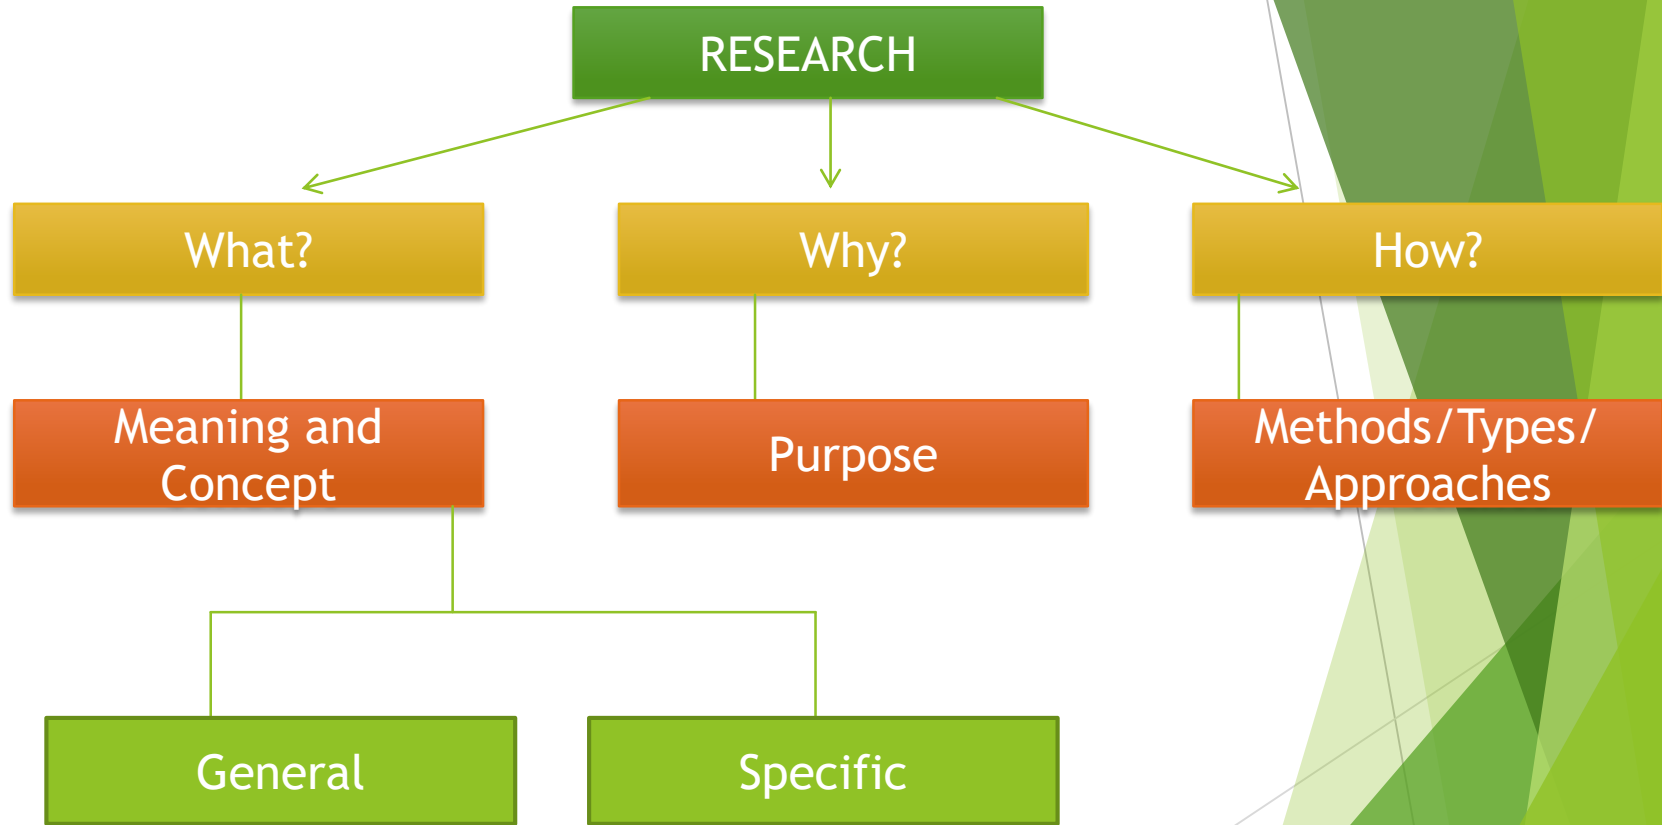 RESEARCH
What?
Why?
How?
Meaning and
Concept
Purpose
Methods/Types/
Approaches
General
Specific